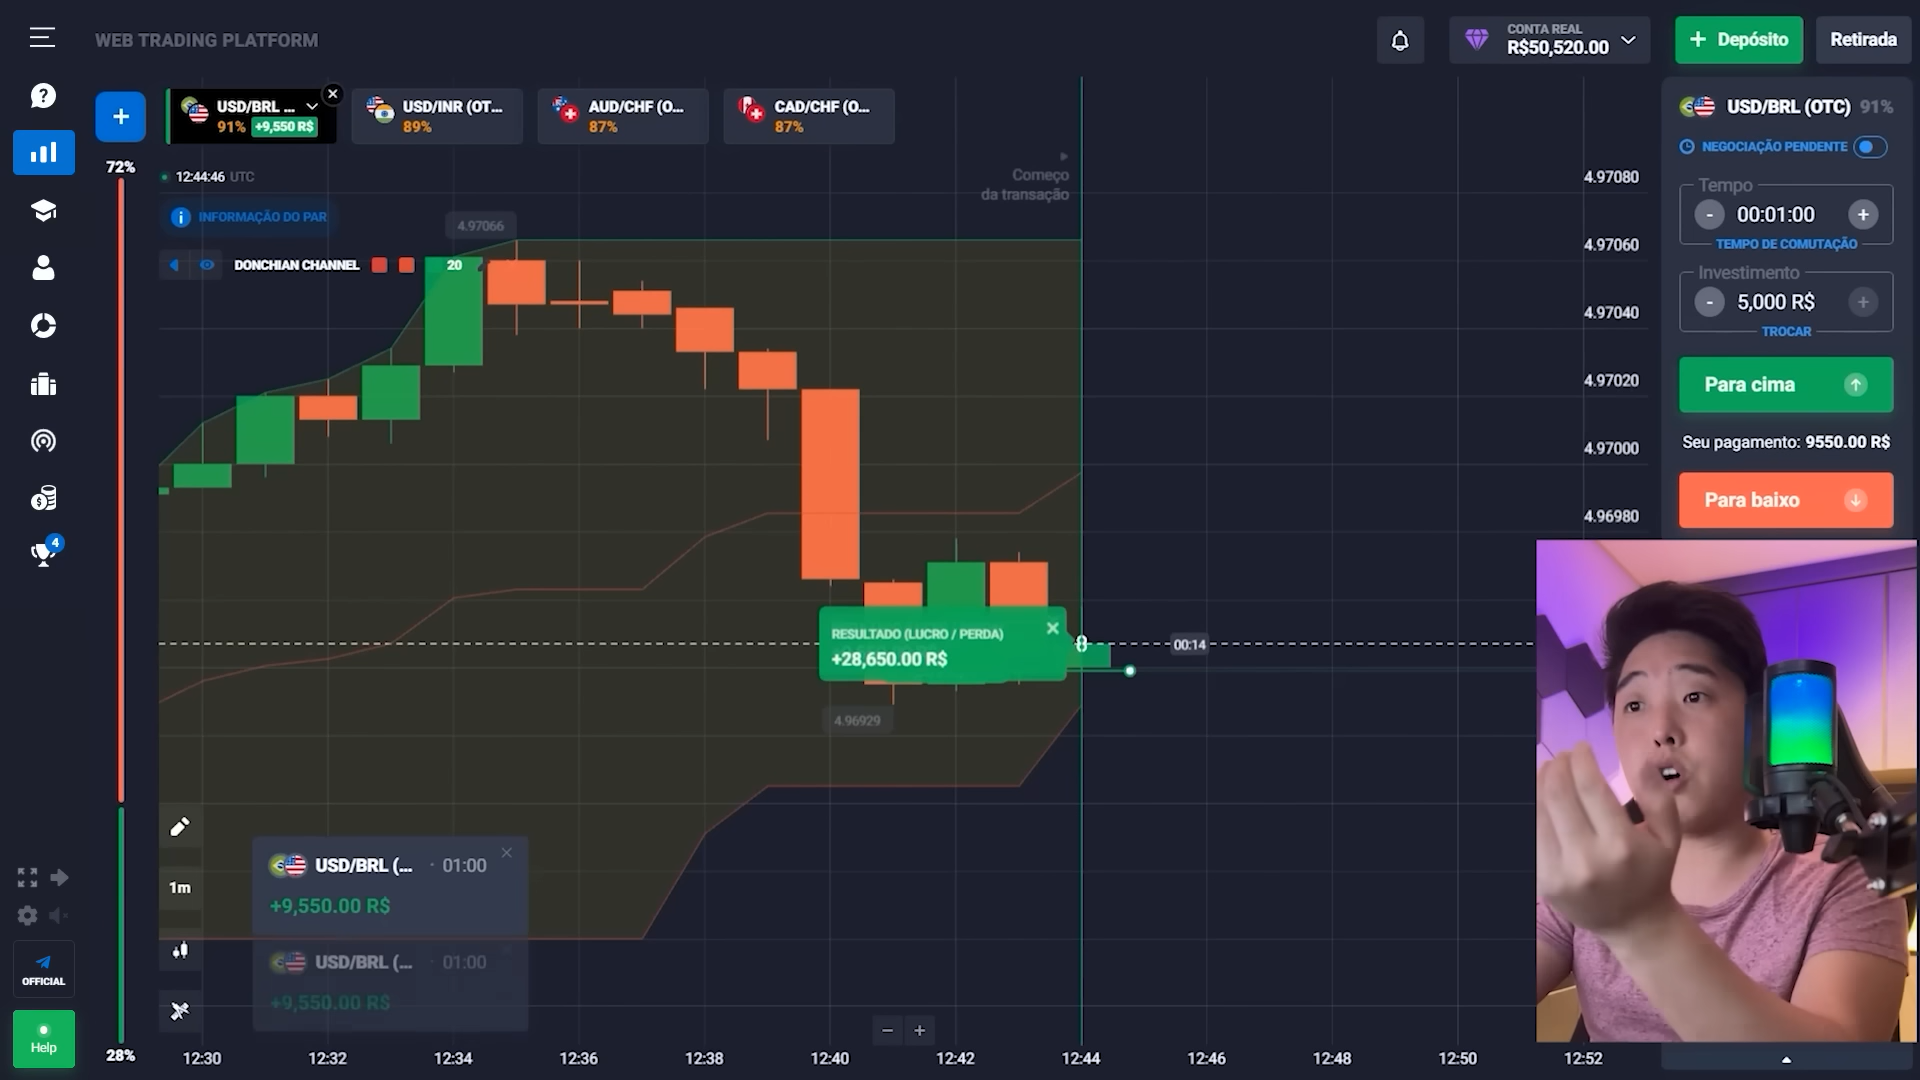 WEB TRADING PLATFORM
CONTA REAL
R$50,520.00
+ Depósito
Retirada
USD/BRL ...
91% +9,550 R$
USD/INR (OT...
89%
AUD/CHF (O...
87%
CAD/CHF (O...
87%
USD/BRL (OTC) 91%
NEGOCIAÇÃO PENDENTE
Tempo
- 00:01:00 +
TEMPO DE COMUTAÇÃO
Investimento
- 5,000 R$ +
TROCAR
Para cima
Seu pagamento: 9550.00 R$
Para baixo
72%
12:44:46 UTC
INFORMAÇÃO DO PAR
DONCHIAN CHANNEL
20
4.97066
Começo
da transação
4.97080
4.97060
4.97040
4.97020
4.97000
4.96980
RESULTADO (LUCRO / PERDA)
+28,650.00 R$
00:14
4.96929
4
1m
USD/BRL (... · 01:00
+9,550.00 R$
USD/BRL (... · 01:00
+9,550.00 R$
OFFICIAL
Help
28%
12:30
12:32
12:34
12:36
12:38
12:40
12:42
12:44
12:46
12:48
12:50
12:52